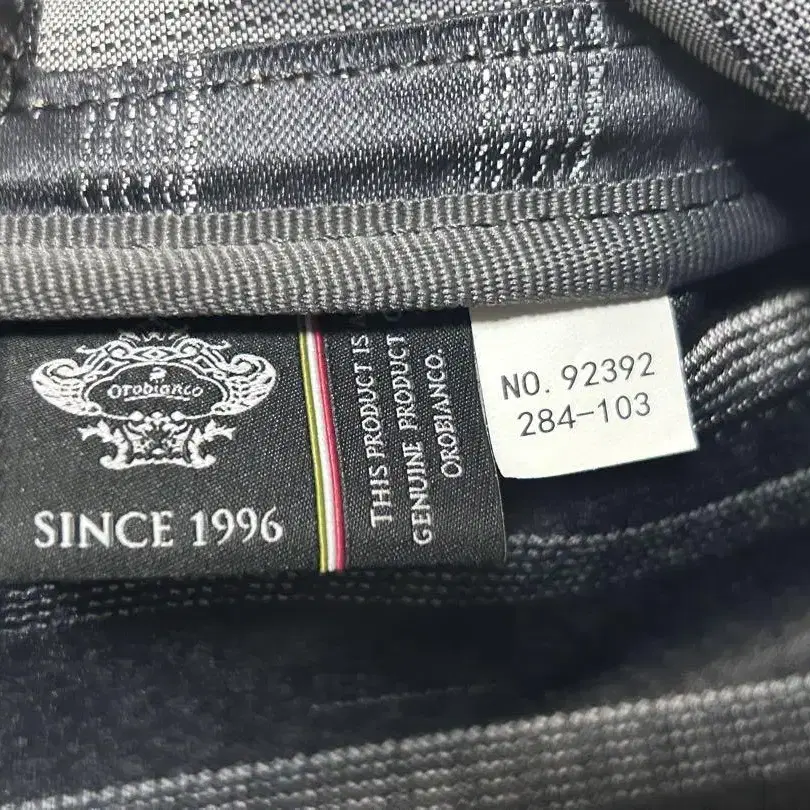 Orobianco
SINCE 1996
THIS PRODUCT IS
GENUINE PRODUCT
OROBIANCO.
NO. 92392
284-103